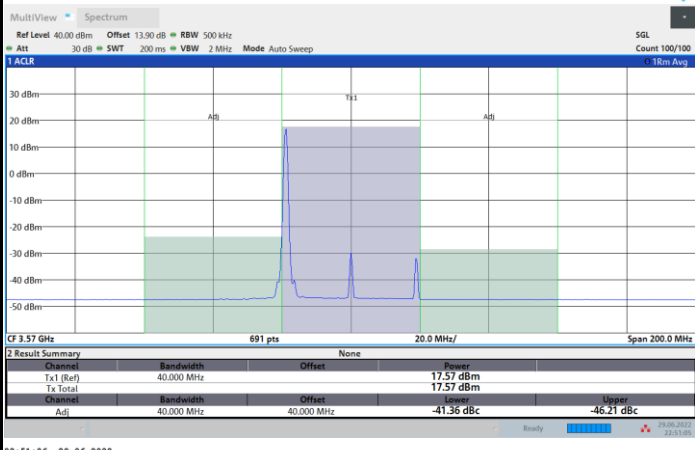 MultiView Spectrum
Ref Level 40.00 dBm Offset 13.90 dB RBW 500 kHz SGL
Att 30 dB SWT 200 ms VBW 2 MHz Mode Auto Sweep Count 100/100
1 ACLR 1Rm Avg
30 dBm
Tx1
20 dBm Adj Adj
10 dBm
0 dBm
-10 dBm
-20 dBm
-30 dBm
-40 dBm
-50 dBm
CF 3.57 GHz 691 pts 20.0 MHz/ Span 200.0 MHz
2 Result Summary None
Channel Bandwidth Offset Power
Tx1 (Ref) 40.000 MHz 17.57 dBm
Tx Total 17.57 dBm
Channel Bandwidth Offset Lower Upper
Adj 40.000 MHz 40.000 MHz -41.36 dBc -46.21 dBc
Ready 29.06.2022
22:51:05